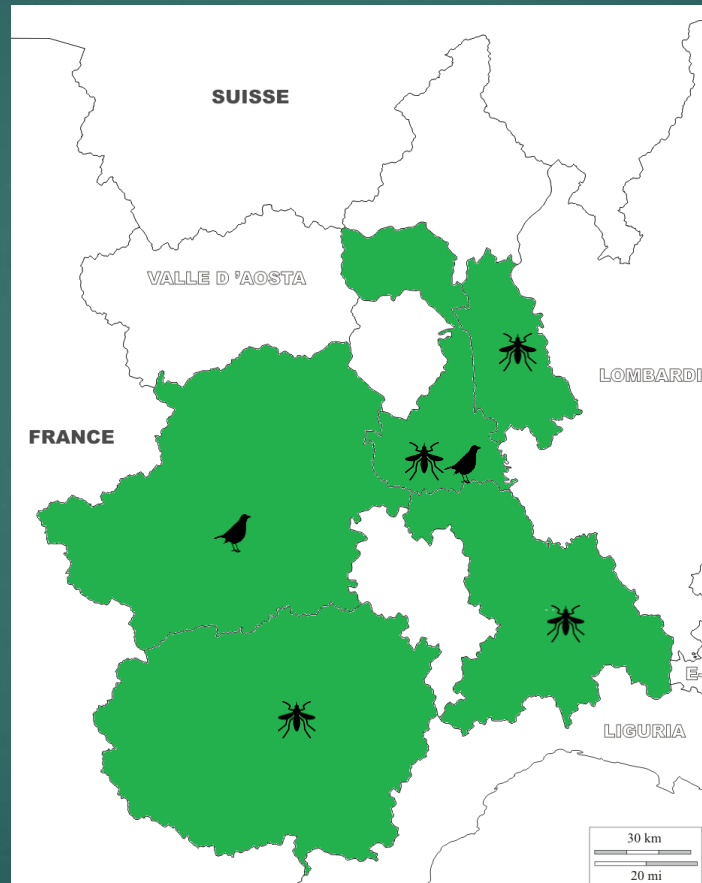 SUISSE
VALLE D 'AOSTA
LOMBARDI
FRANCE
E-
LIGURIA
30 km
20 mi